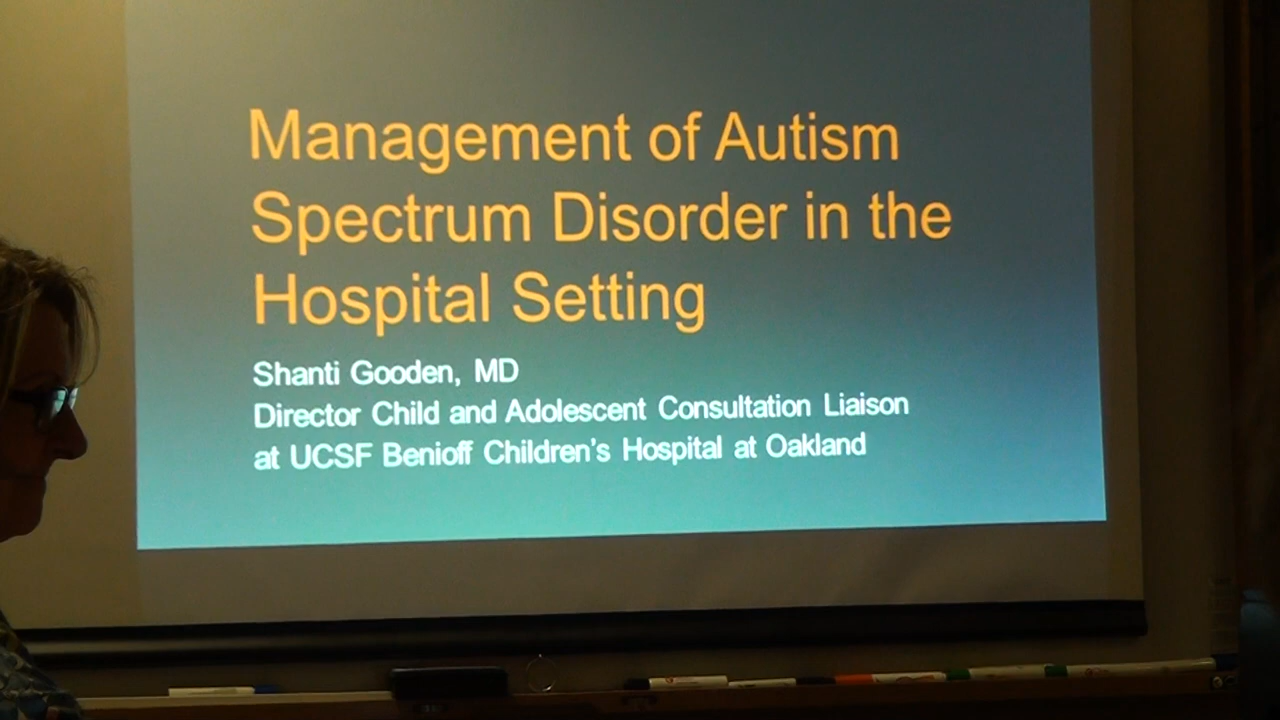 Management of Autism
Spectrum Disorder in the
Hospital Setting
Shanti Gooden, MD
Director Child and Adolescent Consultation Liaison
at UCSF Benioff Children's Hospital at Oakland